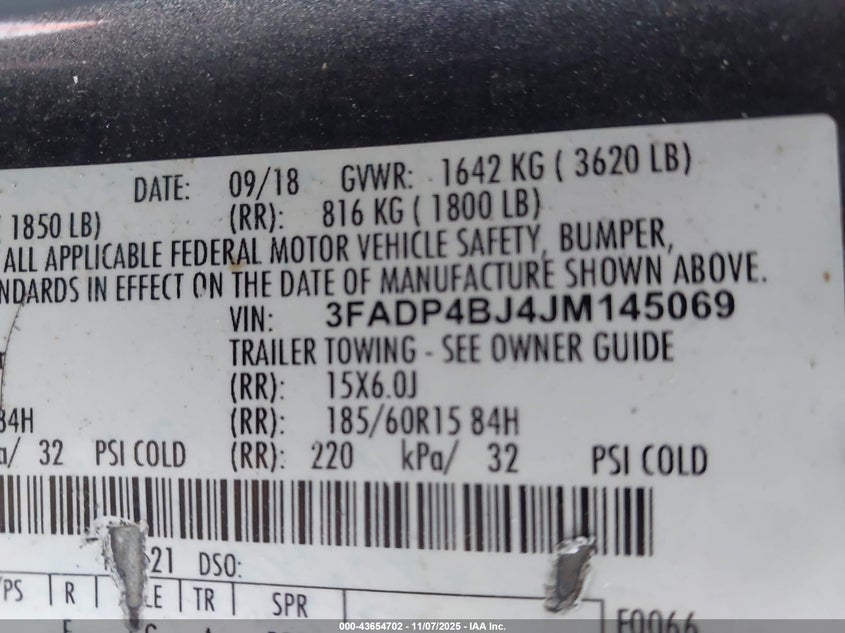 DATE: 09/18 GVWR: 1642 KG ( 3620 LB)
( 1850 LB) (RR): 816 KG ( 1800 LB)
ALL APPLICABLE FEDERAL MOTOR VEHICLE SAFETY, BUMPER,
NDARDS IN EFFECT ON THE DATE OF MANUFACTURE SHOWN ABOVE.
VIN: 3FADP4BJ4JM145069
TRAILER TOWING - SEE OWNER GUIDE
(RR): 15X6.0J
84H (RR): 185/60R15 84H
a/ 32 PSI COLD (RR): 220 kPa/ 32 PSI COLD
21 DSO:
/PS R LE TR SPR
F0066
000-43654702 - 11/07/2025 - IAA Inc.